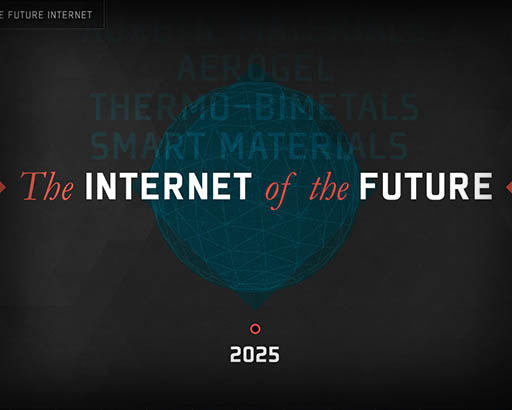 E FUTURE INTERNET
AEROGEL
THERMO-BIMETALS
SMART MATERIALS
The INTERNET of the FUTURE
2025